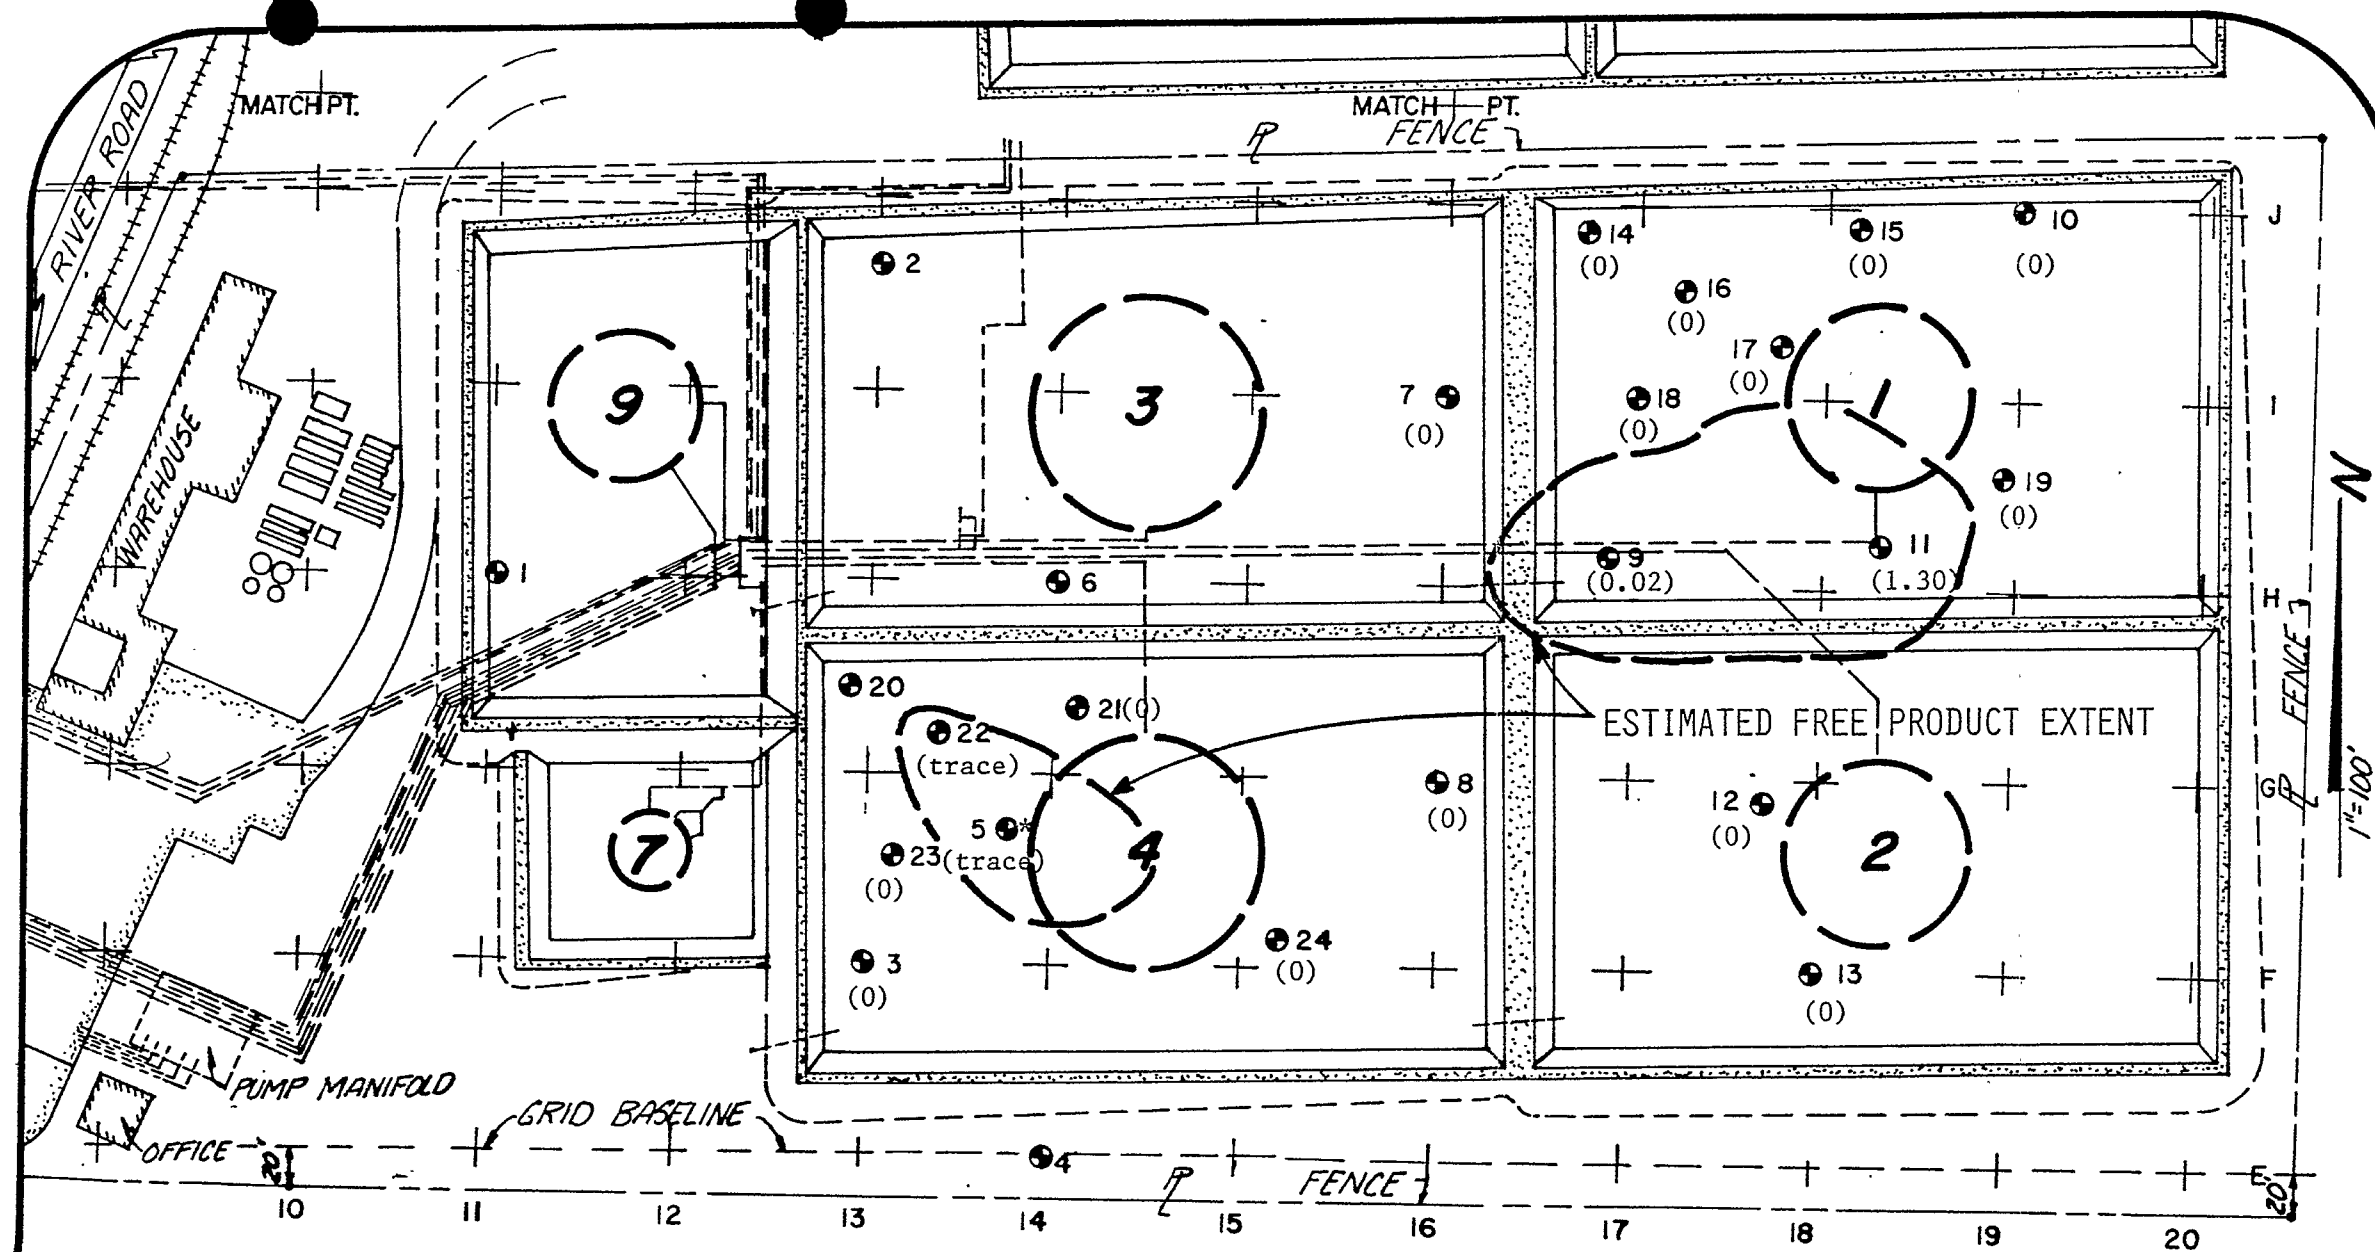 MATCH PT.
MATCH PT.
RIVER ROAD
FENCE
J
14
(0)
15
(0)
10
(0)
2
16
(0)
17
(0)
9
3
7
(0)
18
(0)
1
I
19
(0)
N
WAREHOUSE
1
6
9
(0.02)
11
(1.30)
H
FENCE
20
21(0)
22
(trace)
ESTIMATED FREE PRODUCT EXTENT
8
(0)
12
(0)
G
1"=100'
5 *
(trace)
23
(0)
7
4
2
3
(0)
24
(0)
13
(0)
F
PUMP MANIFOLD
GRID BASELINE
OFFICE
20'
4
FENCE
E
20'
10 11 12 13 14 15 16 17 18 19 20